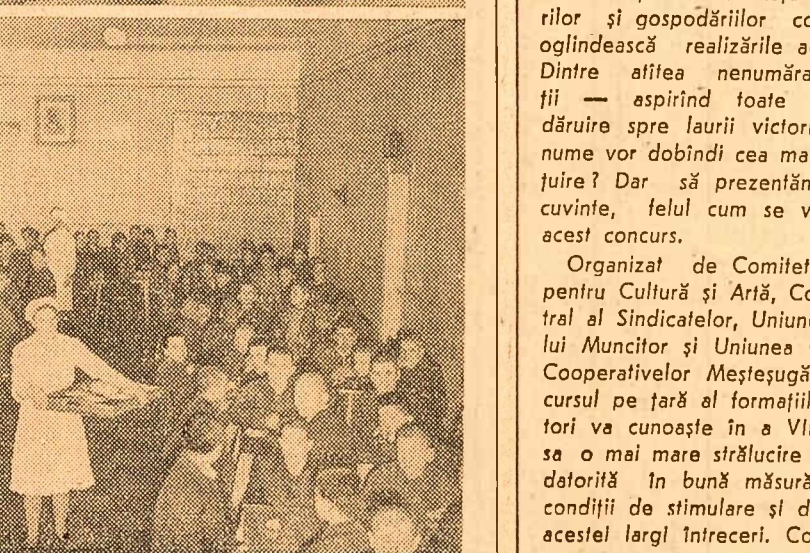 rilor și gospodăriilor co
oglindească realizările a
Dintre atîtea nenumăra
ții — aspirînd toate
dăruire spre laurii victori
nume vor dobîndi cea ma
țuire? Dar să prezentăm
cuvinte, felul cum se v
acest concurs.
Organizat de Comitet
pentru Cultură și Artă, Co
tral al Sindicatelor, Uniune
lui Muncitor și Uniunea
Cooperativelor Meșteșugă
cursul pe țară al formațiil
tori va cunoaște în a VII
sa o mai mare strălucire
datorită în bună măsură
condiții de stimulare și d
acestei largi întreceri. Co